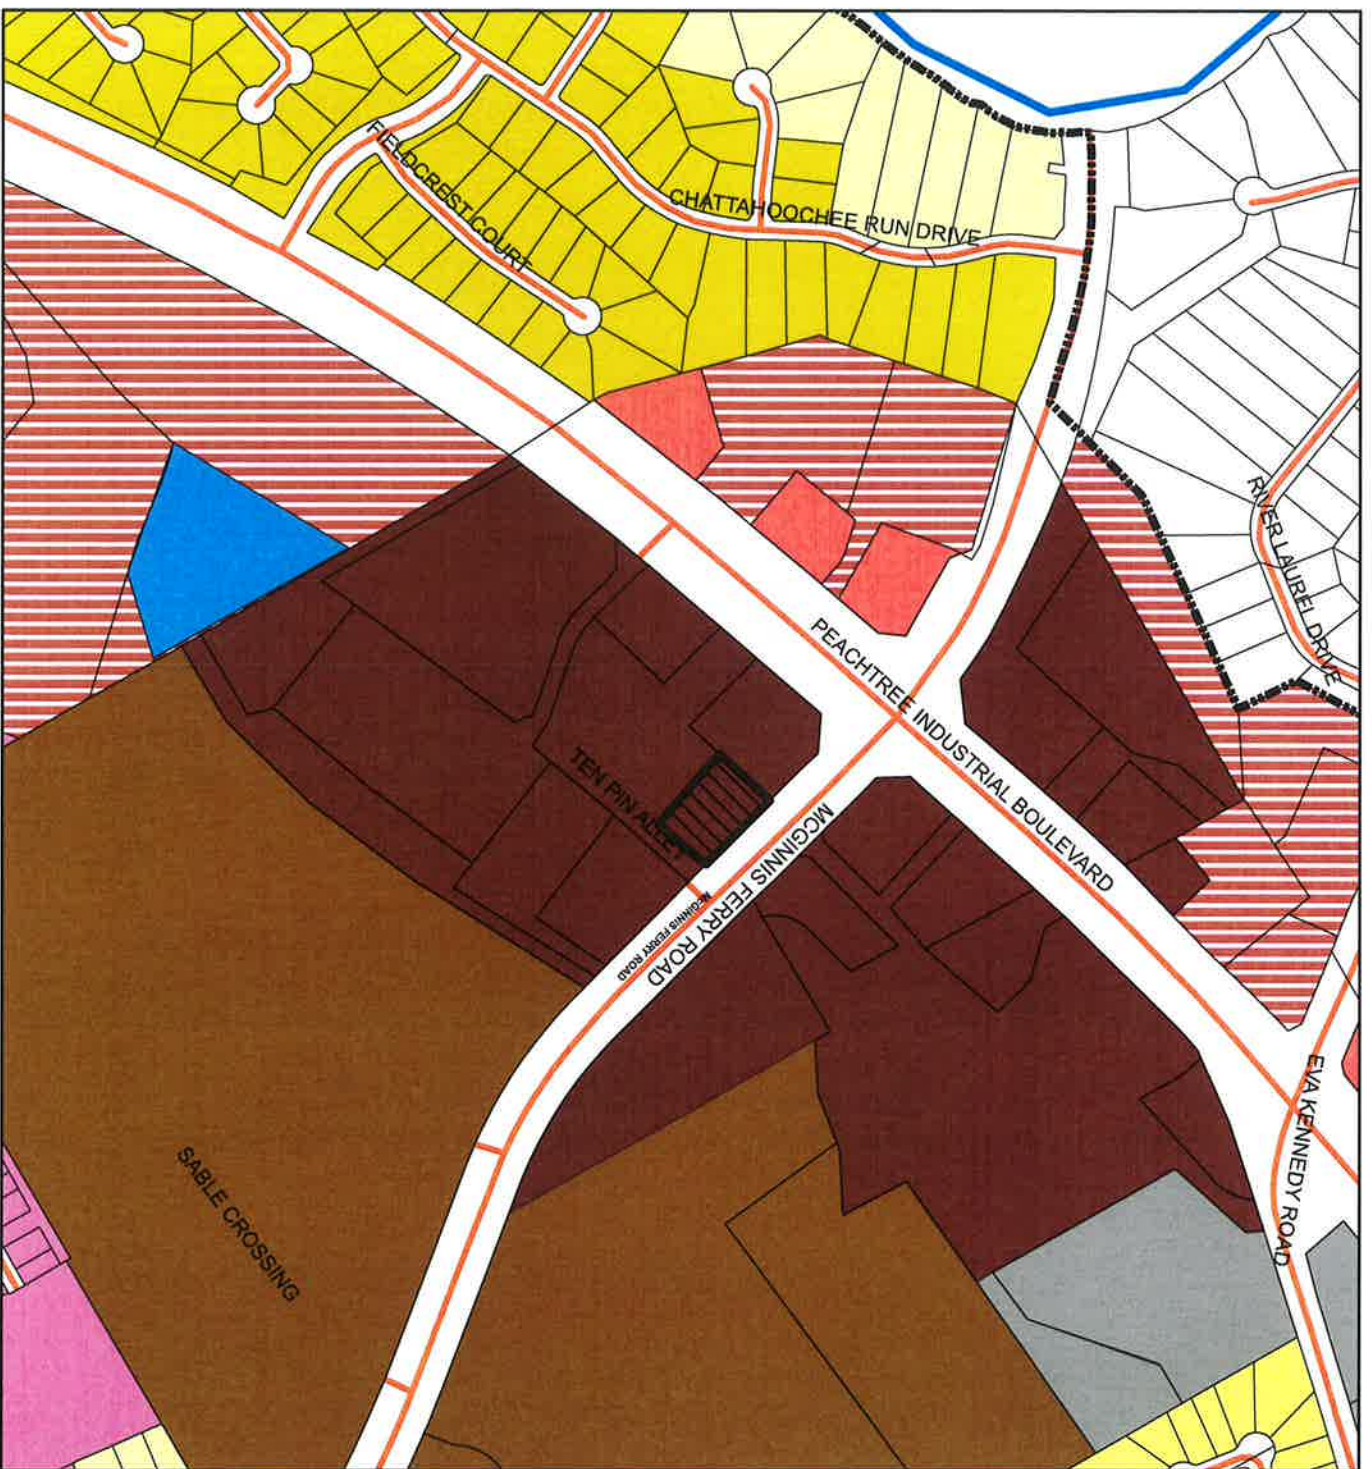 FIELDCREST COURT
CHATTAHOOCHEE RUN DRIVE
RIVER LAUREL DRIVE
PEACHTREE INDUSTRIAL BOULEVARD
TEN PIN ALLEY
MCGINNIS FERRY ROAD
MCGINNIS FERRY ROAD
EVA KENNEDY ROAD
SABLE CROSSING